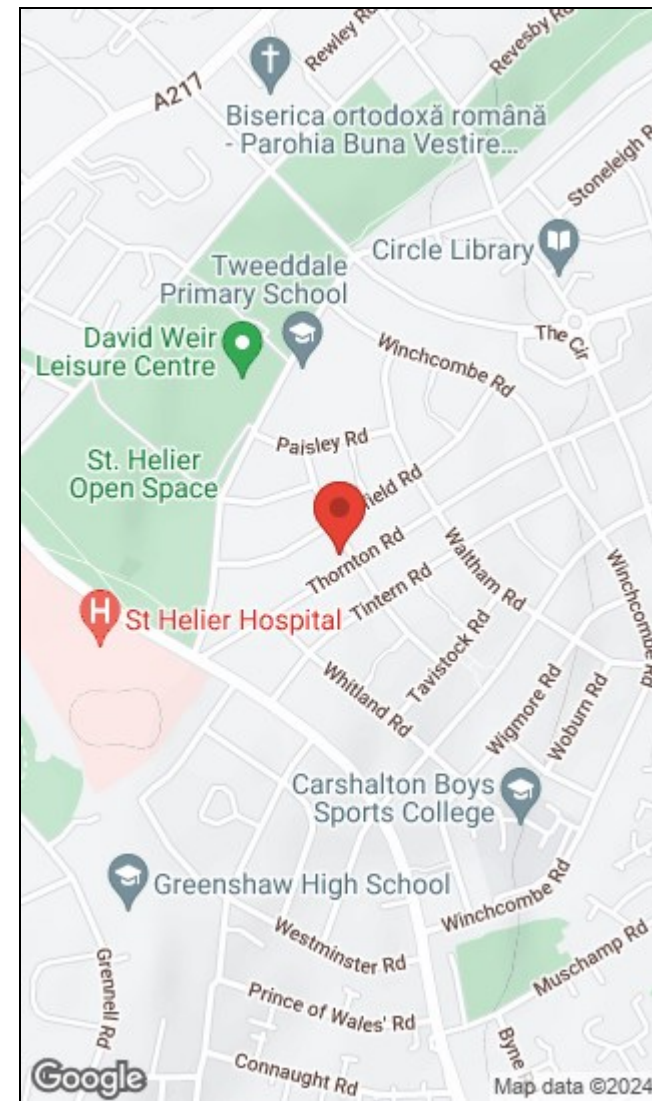 Rewley Rd
Revesby Rd
A217
Biserica ortodoxă română
- Parohia Buna Vestire...
Stoneleigh R
Circle Library
Tweeddale
Primary School
The Cir
David Weir
Leisure Centre
Winchcombe Rd
Paisley Rd
St. Helier
Open Space
field Rd
Thornton Rd
Waltham Rd
Winchcombe Rd
Tintern Rd
H
St Helier Hospital
Tavistock Rd
Whitland Rd
Wigmore Rd
Woburn Rd
Carshalton Boys
Sports College
Greenshaw High School
Winchcombe Rd
Westminster Rd
Muschamp Rd
Grennell Rd
Prince of Wales' Rd
Byne
Connaught Rd
Google
Map data ©2024